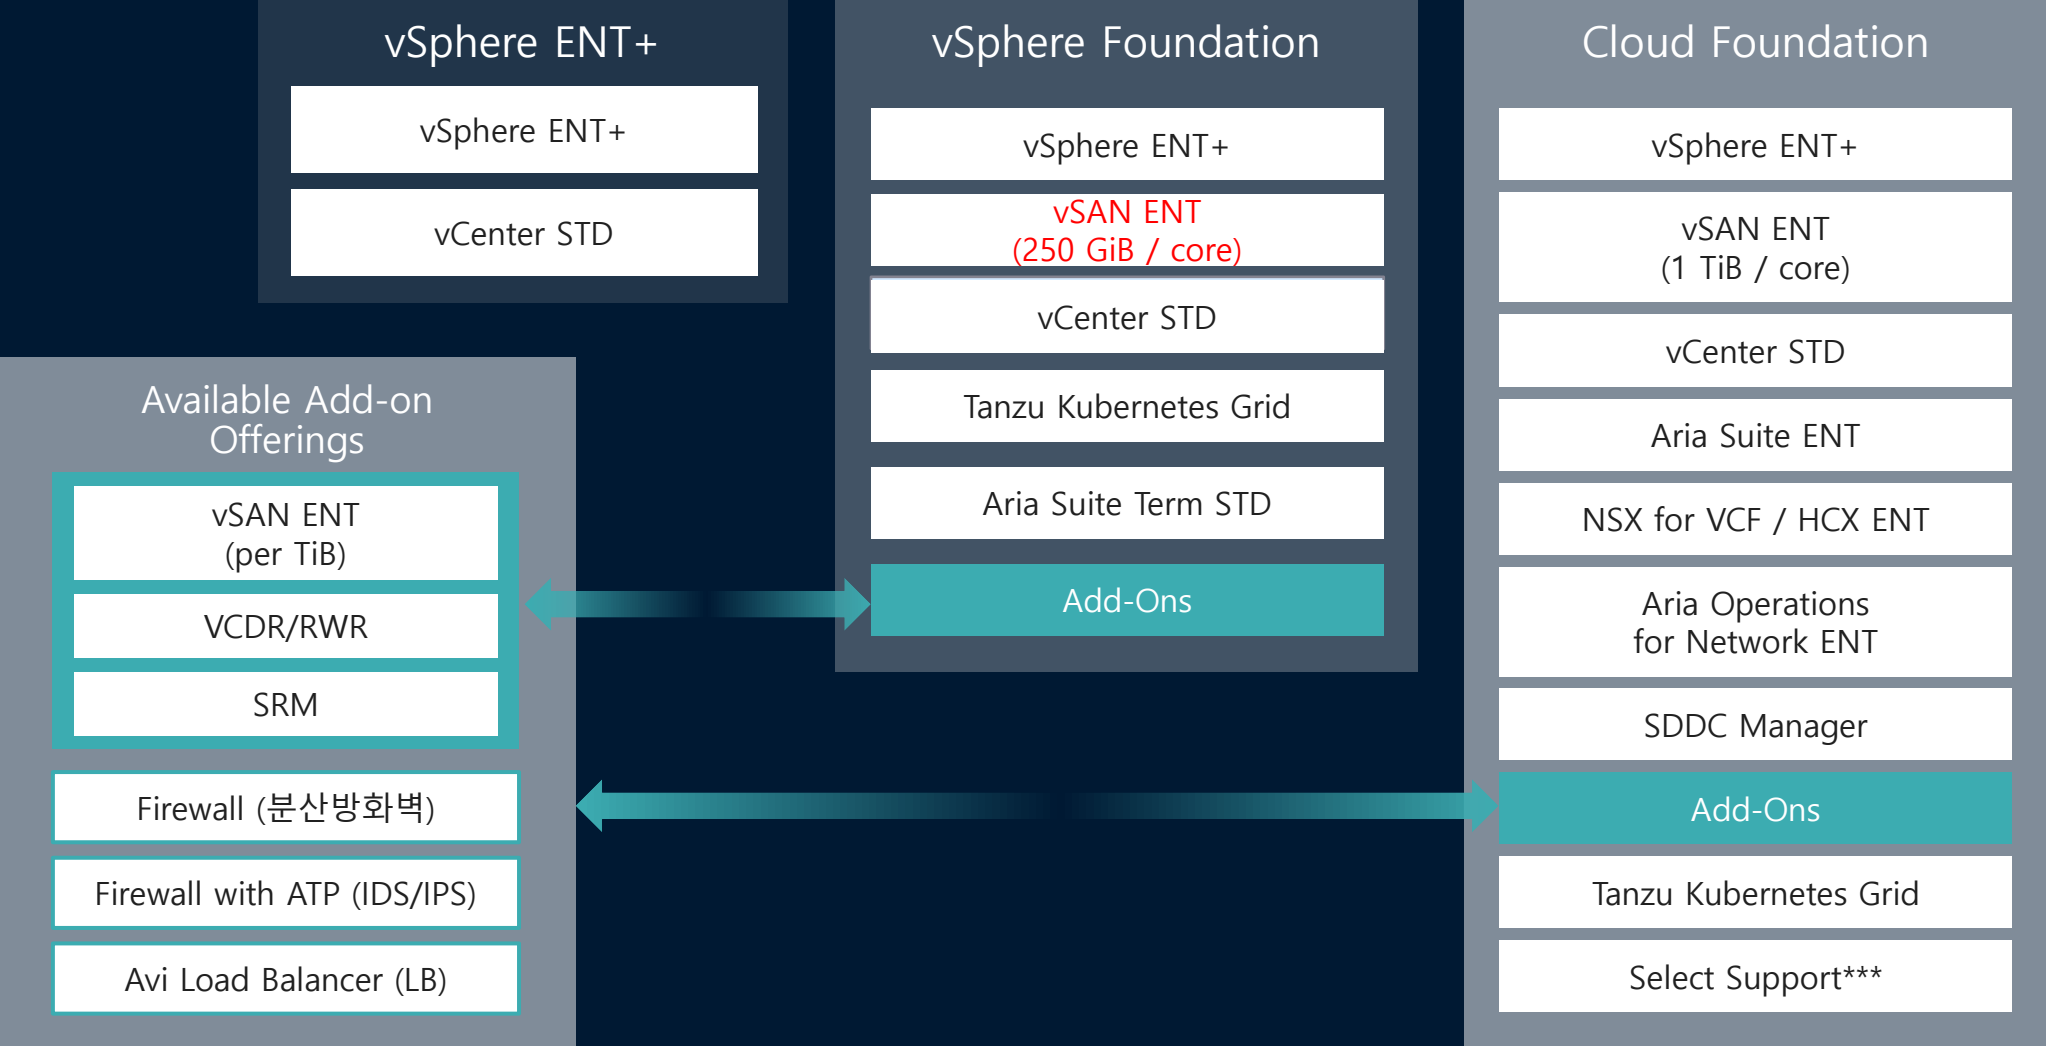 vSphere ENT+
vSphere ENT+
vCenter STD
Available Add-on
Offerings
vSAN ENT
(per TiB)
VCDR/RWR
SRM
Firewall (분산방화벽)
Firewall with ATP (IDS/IPS)
Avi Load Balancer (LB)
vSphere Foundation
vSphere ENT+
vSAN ENT
(250 GiB / core)
vCenter STD
Tanzu Kubernetes Grid
Aria Suite Term STD
Add-Ons
Cloud Foundation
vSphere ENT+
vSAN ENT
(1 TiB / core)
vCenter STD
Aria Suite ENT
NSX for VCF / HCX ENT
Aria Operations
for Network ENT
SDDC Manager
Add-Ons
Tanzu Kubernetes Grid
Select Support***